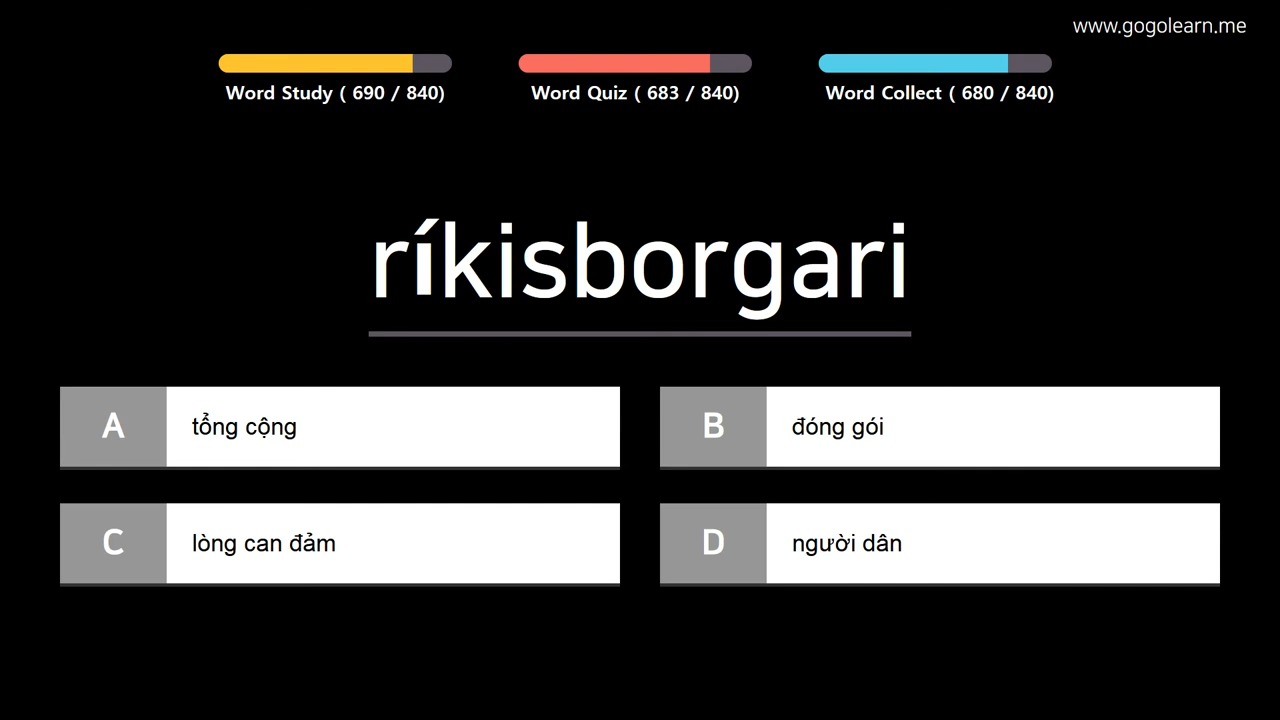 www.gogolearn.me
Word Study ( 690 / 840)
Word Quiz ( 683 / 840)
Word Collect ( 680 / 840)
ríkisborgari
A tổng cộng
B đóng gói
C lòng can đảm
D người dân